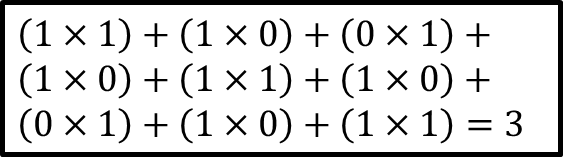 (1 × 1) + (1 × 0) + (0 × 1) +
(1 × 0) + (1 × 1) + (1 × 0) +
(0 × 1) + (1 × 0) + (1 × 1) = 3